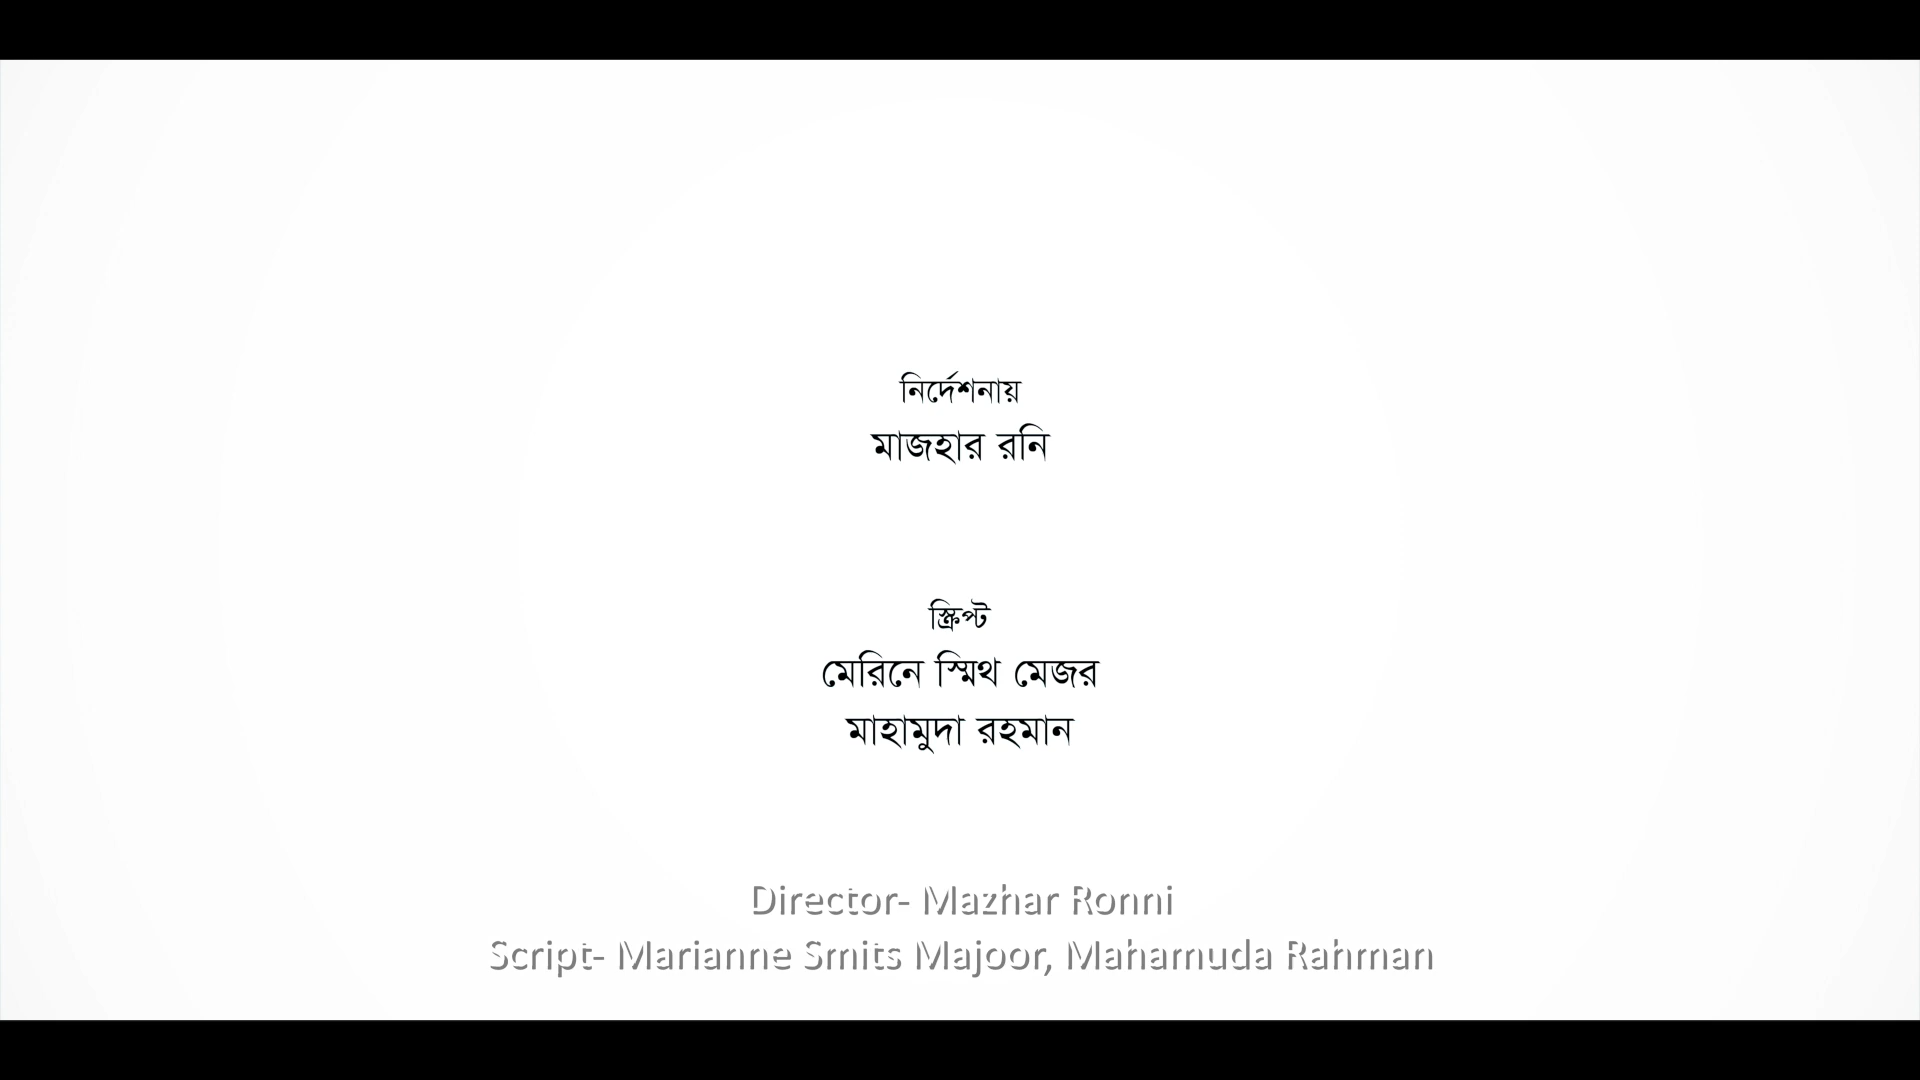 নির্দেশনায়
মাজহার রনি
স্ক্রিপ্ট
মেরিনে স্মিথ মেজর
মাহামুদা রহমান
Director- Mazhar Ronni
Script- Marianne Smits Majoor, Mahamuda Rahman